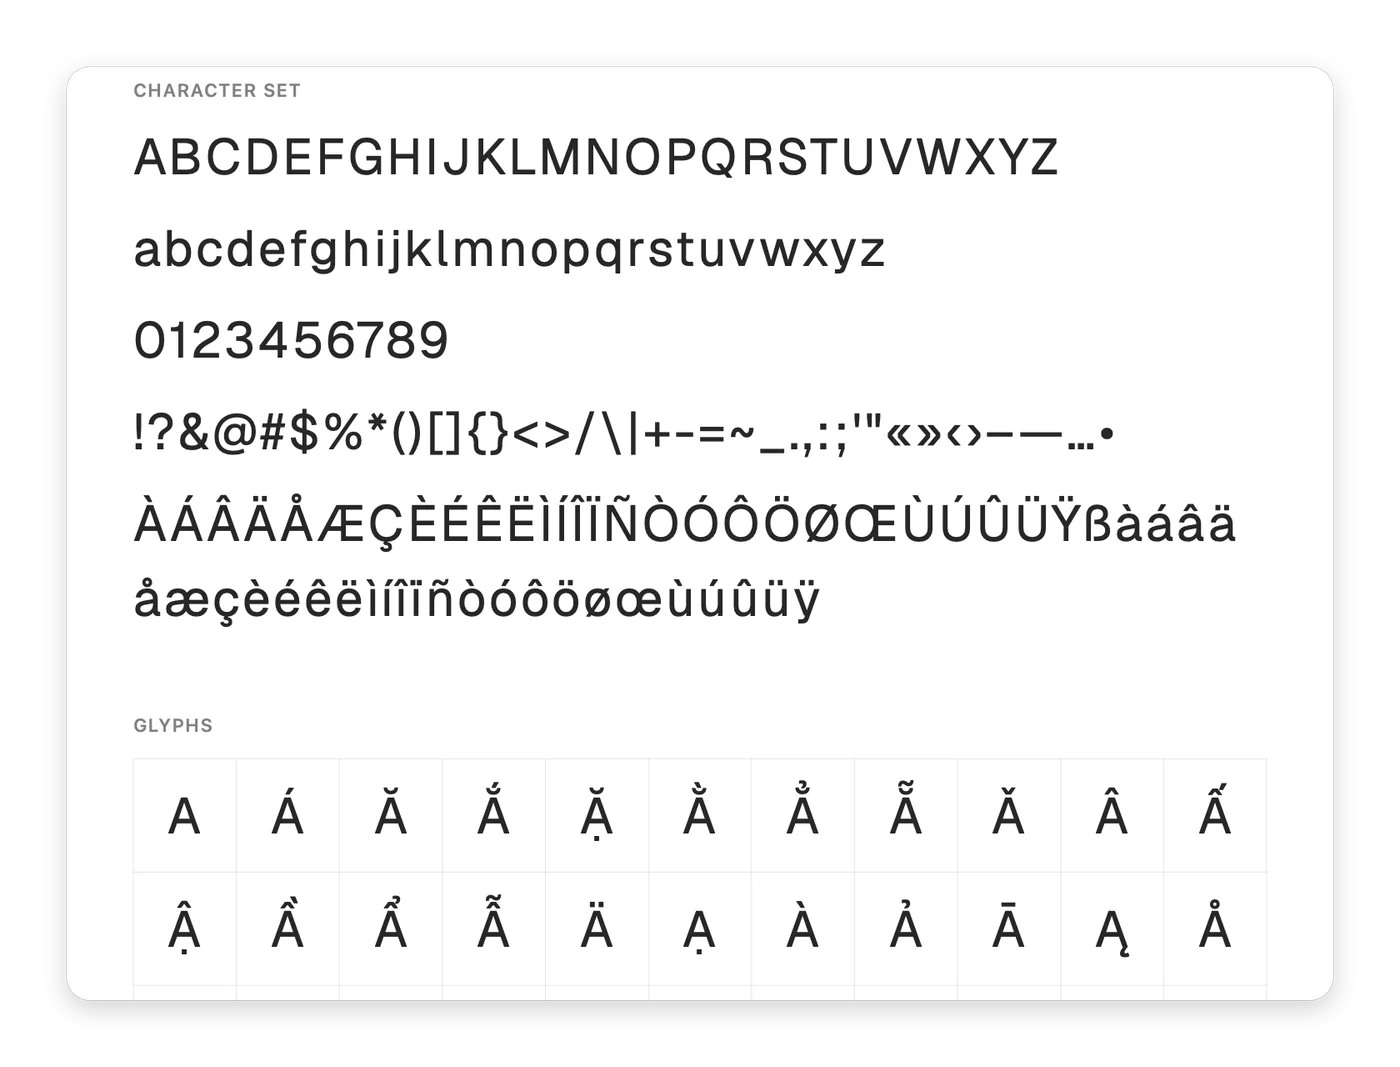 CHARACTER SET
ABCDEFGHIJKLMNOPQRSTUVWXYZ
abcdefghijklmnopqrstuvwxyz
0123456789
!?&@#$%*()[]{}<>/\|+-=~_.,:;'"«»‹›–—…•
ÀÁÂÄÅÆÇÈÉÊËÌÍÎÏÑÒÓÔÖØŒÙÚÛÜŸßàáâä
åæçèéêëìíîïñòóôöøœùúûüÿ
GLYPHS
A Á Ă Ắ Ặ Ằ Ẳ Ẵ Ǎ Â Ấ
Ậ Ầ Ẩ Ẫ Ä Ạ À Ả Ā Ą Å